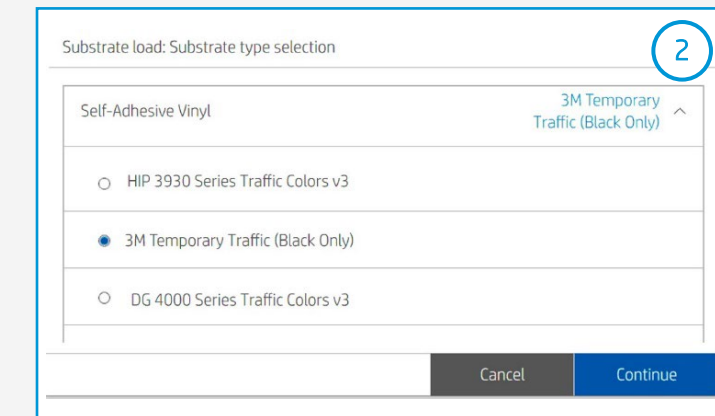 Substrate load: Substrate type selection
2
Self-Adhesive Vinyl
3M Temporary
Traffic (Black Only)
HIP 3930 Series Traffic Colors v3
3M Temporary Traffic (Black Only)
DG 4000 Series Traffic Colors v3
Cancel
Continue